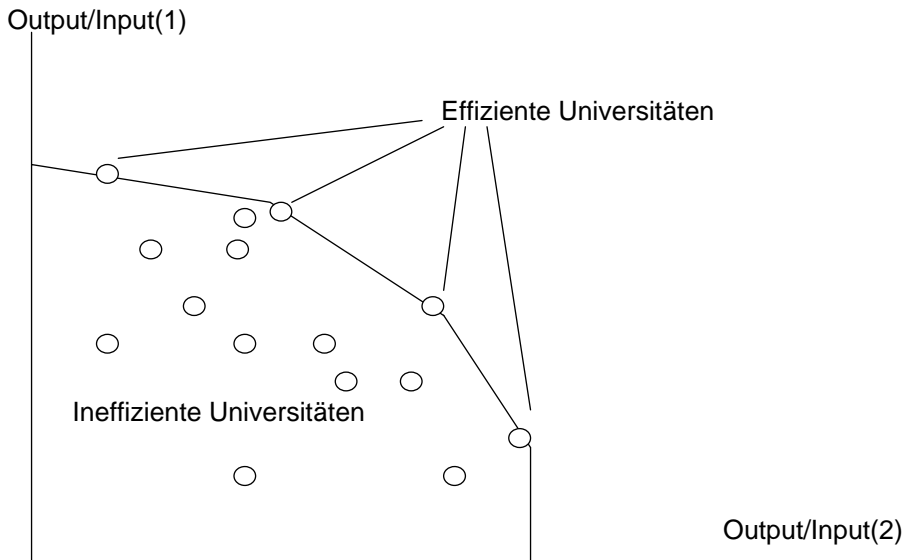 Output/Input(1)
Effiziente Universitäten
Ineffiziente Universitäten
Output/Input(2)